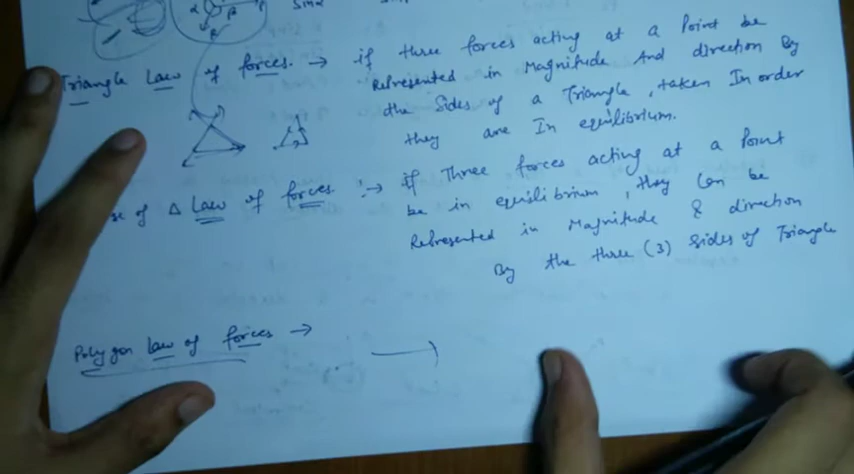 α β
Sinα
Triangle Law of forces. → if three forces acting at a Point be
Represented in Magnitude And direction By
the Sides of a Triangle, taken In order
they are In equilibrium.
se of Δ Law of forces :→ if Three forces acting at a Point
be in equilibrium, they Can be
Represented in Magnitude & direction
By the three (3) sides of Triangle
Polygon law of forces →